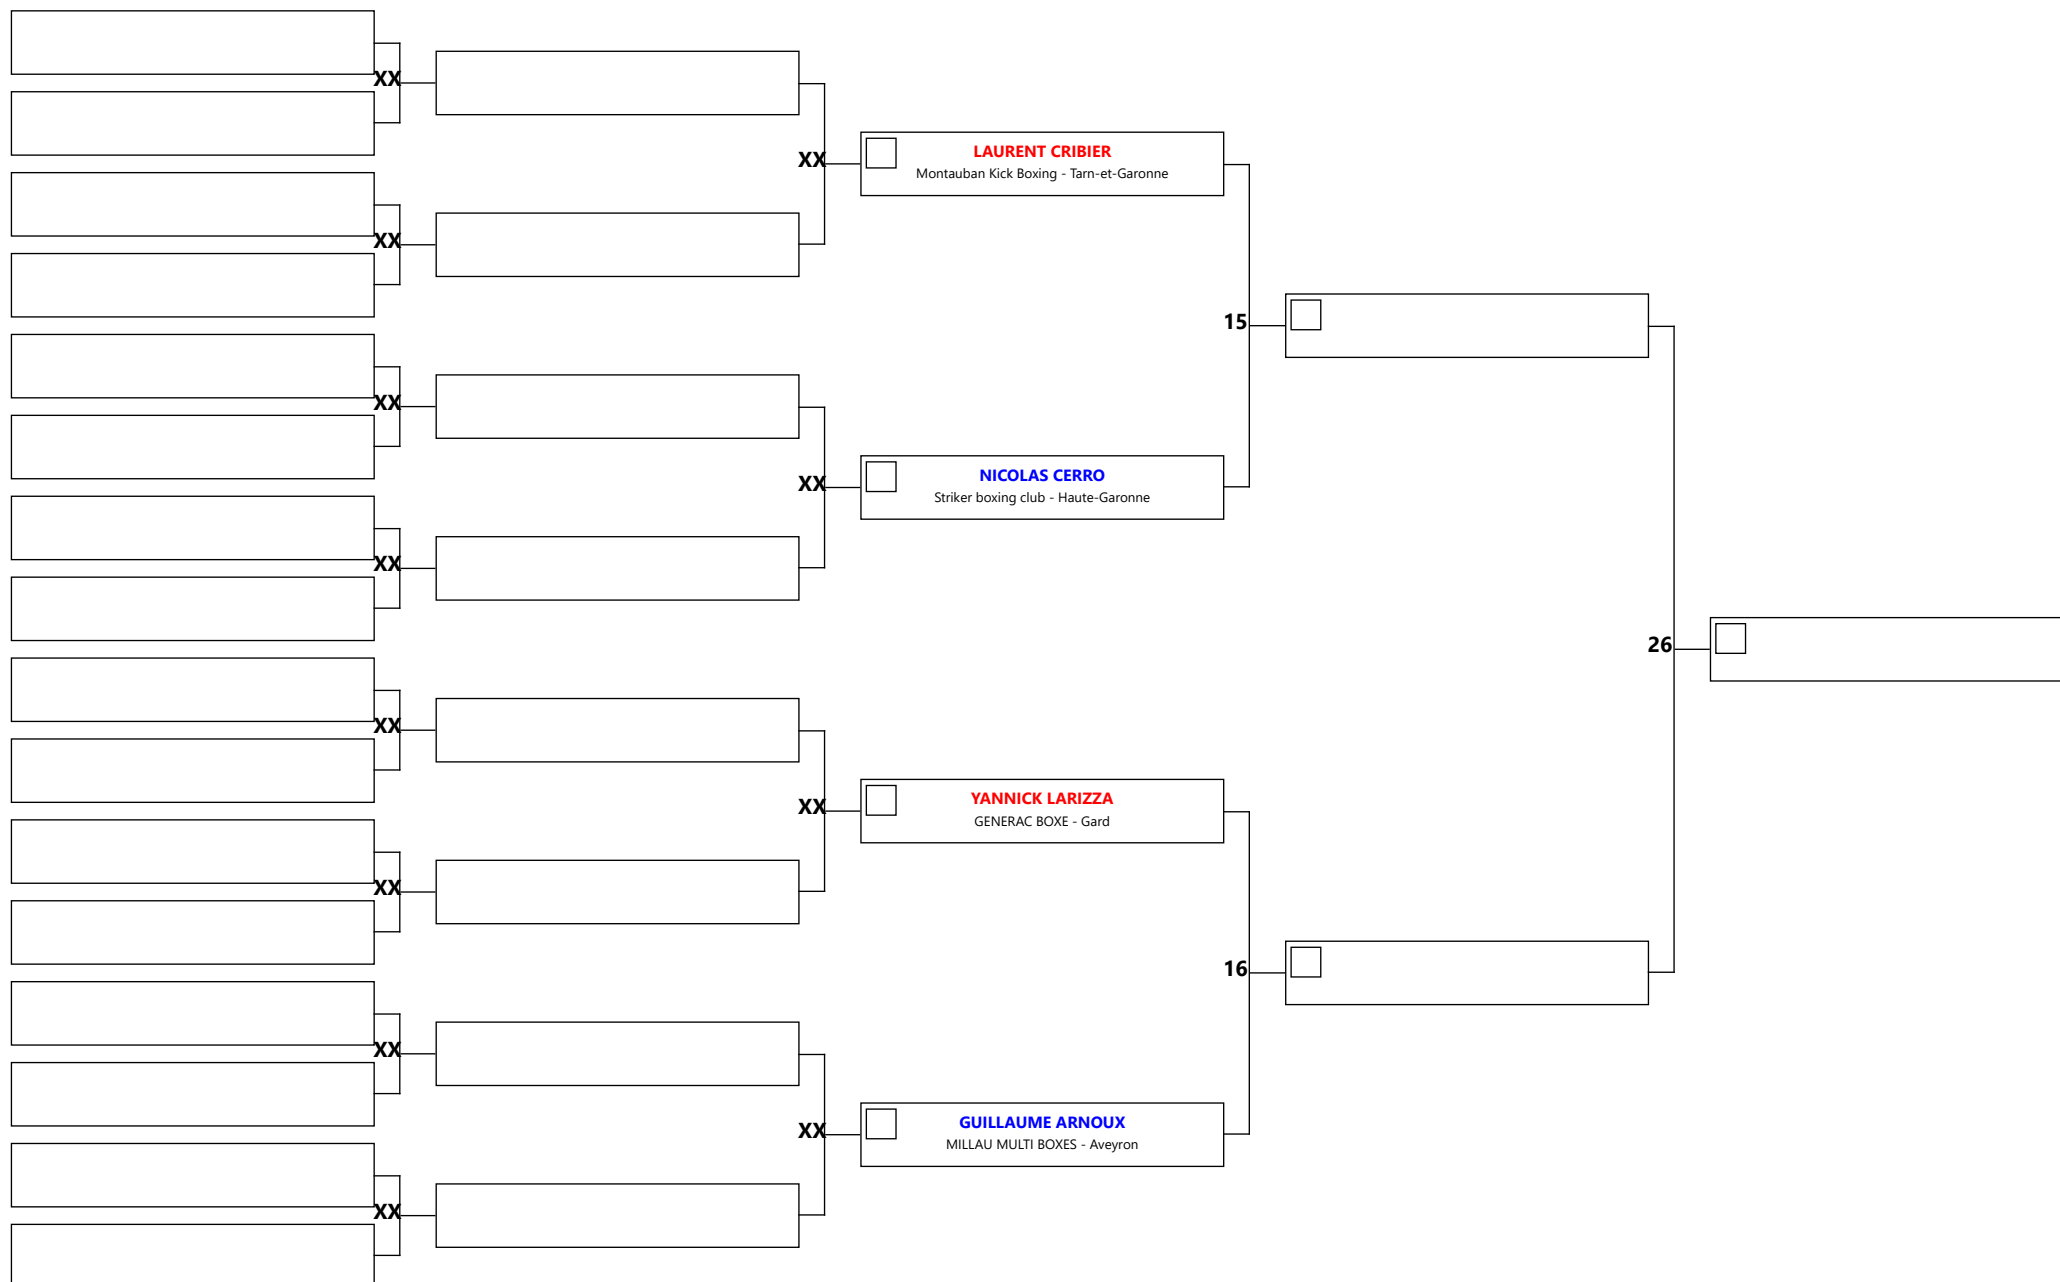 XX
XX
LAURENT CRIBIER
Montauban Kick Boxing - Tarn-et-Garonne
XX
15
XX
XX
NICOLAS CERRO
Striker boxing club - Haute-Garonne
XX
26
XX
XX
YANNICK LARIZZA
GENERAC BOXE - Gard
XX
16
XX
XX
GUILLAUME ARNOUX
MILLAU MULTI BOXES - Aveyron
XX